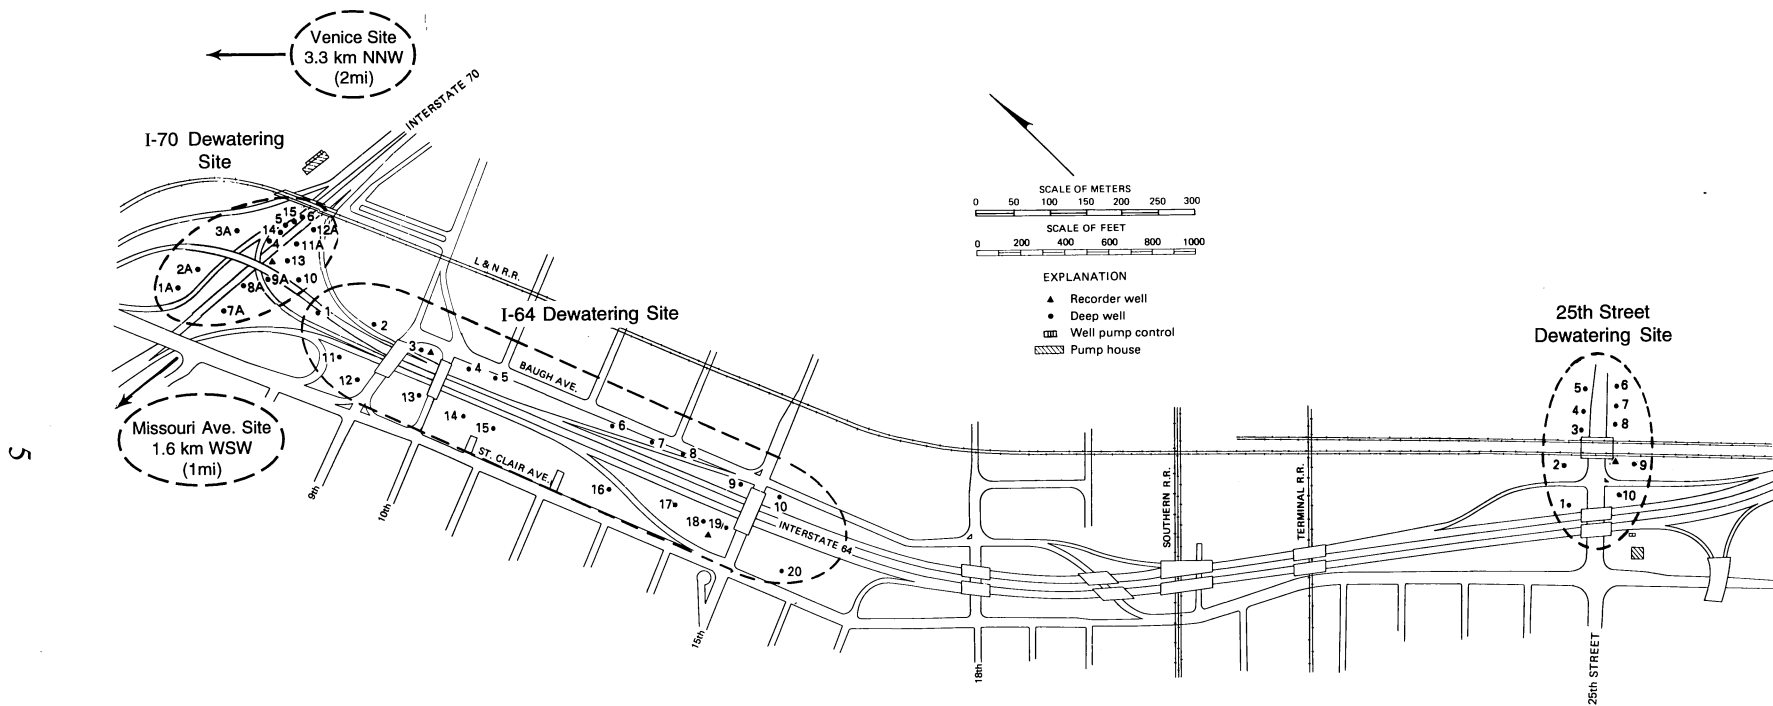 Venice Site
3.3 km NNW
(2mi)
INTERSTATE 70
I-70 Dewatering
Site
SCALE OF METERS
0 50 100 150 200 250 300
SCALE OF FEET
0 200 400 600 800 1000
EXPLANATION
Recorder well
Deep well
Well pump control
Pump house
15
5
6
3A
14
12A
4
11A
13
2A
9A
10
1A
8A
7A
L & N R.R.
I-64 Dewatering Site
1
2
3
11
4
5
12
BAUGH AVE.
13
14
15
6
7
8
ST. CLAIR AVE.
9
16
10
17
18
19
INTERSTATE 64
20
Missouri Ave. Site
1.6 km WSW
(1mi)
9th
10th
15th
18th
SOUTHERN R.R.
TERMINAL R.R.
25th Street
Dewatering Site
5
6
4
7
3
8
2
9
10
1
25th STREET
5